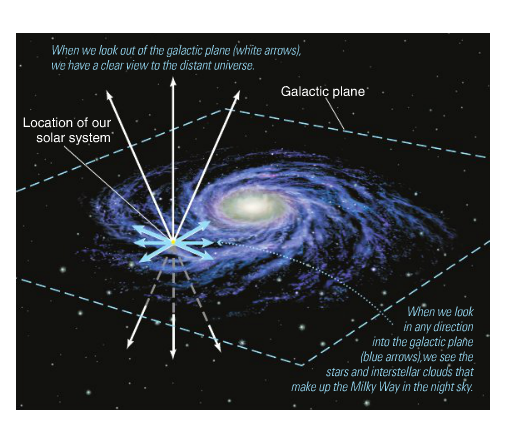 When we look out of the galactic plane (white arrows),
we have a clear view to the distant universe.
Galactic plane
Location of our
solar system
When we look
in any direction
into the galactic plane
(blue arrows),we see the
stars and interstellar clouds that
make up the Milky Way in the night sky.